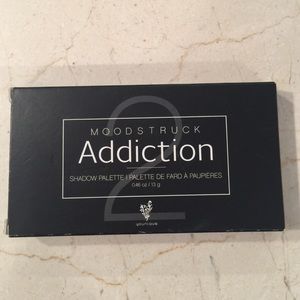 2
MOODSTRUCK
Addiction
SHADOW PALETTE | PALETTE DE FARD À PAUPIÈRES
0.46 oz / 13 g
younique